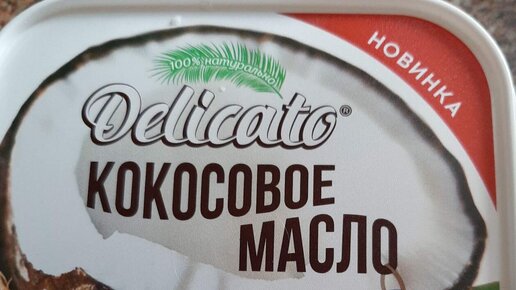 100% натурально!
Delicato®
НОВИНКА
КОКОСОВОЕ
МАСЛО